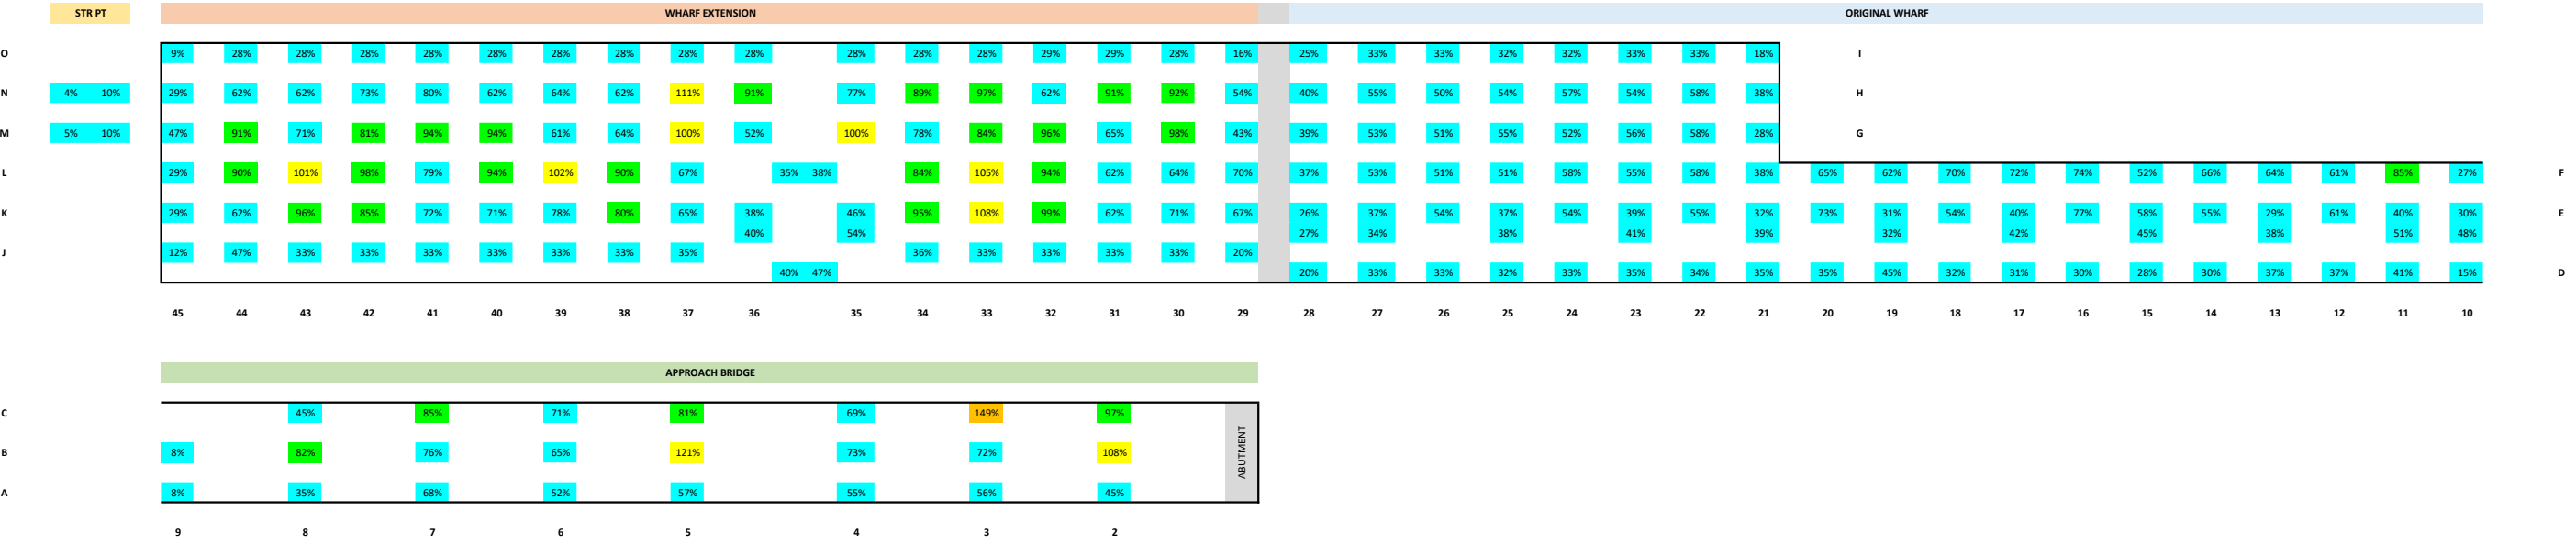 STR PT WHARF EXTENSION ORIGINAL WHARF
O 9% 28% 28% 28% 28% 28% 28% 28% 28% 28% 28% 28% 28% 29% 29% 28% 16% 25% 33% 33% 32% 32% 33% 33% 18% I
N 4% 10% 29% 62% 62% 73% 80% 62% 64% 62% 111% 91% 77% 89% 97% 62% 91% 92% 54% 40% 55% 50% 54% 57% 54% 58% 38% H
M 5% 10% 47% 91% 71% 81% 94% 94% 61% 64% 100% 52% 100% 78% 84% 96% 65% 98% 43% 39% 53% 51% 55% 52% 56% 58% 28% G
L 29% 90% 101% 98% 79% 94% 102% 90% 67% 35% 38% 84% 105% 94% 62% 64% 70% 37% 53% 51% 51% 58% 55% 58% 38% 65% 62% 70% 72% 74% 52% 66% 64% 61% 85% 27% F
K 29% 62% 96% 85% 72% 71% 78% 80% 65% 38% 46% 95% 108% 99% 62% 71% 67% 26% 37% 54% 37% 54% 39% 55% 32% 73% 31% 54% 40% 77% 58% 55% 29% 61% 40% 30% E
40% 54% 27% 34% 38% 41% 39% 32% 42% 45% 38% 51% 48%
J 12% 47% 33% 33% 33% 33% 33% 33% 35% 36% 33% 33% 33% 33% 20%
40% 47% 20% 33% 33% 32% 33% 35% 34% 35% 35% 45% 32% 31% 30% 28% 30% 37% 37% 41% 15% D
45 44 43 42 41 40 39 38 37 36 35 34 33 32 31 30 29 28 27 26 25 24 23 22 21 20 19 18 17 16 15 14 13 12 11 10
APPROACH BRIDGE
C 45% 85% 71% 81% 69% 149% 97%
B 8% 82% 76% 65% 121% 73% 72% 108% ABUTMENT
A 8% 35% 68% 52% 57% 55% 56% 45%
9 8 7 6 5 4 3 2